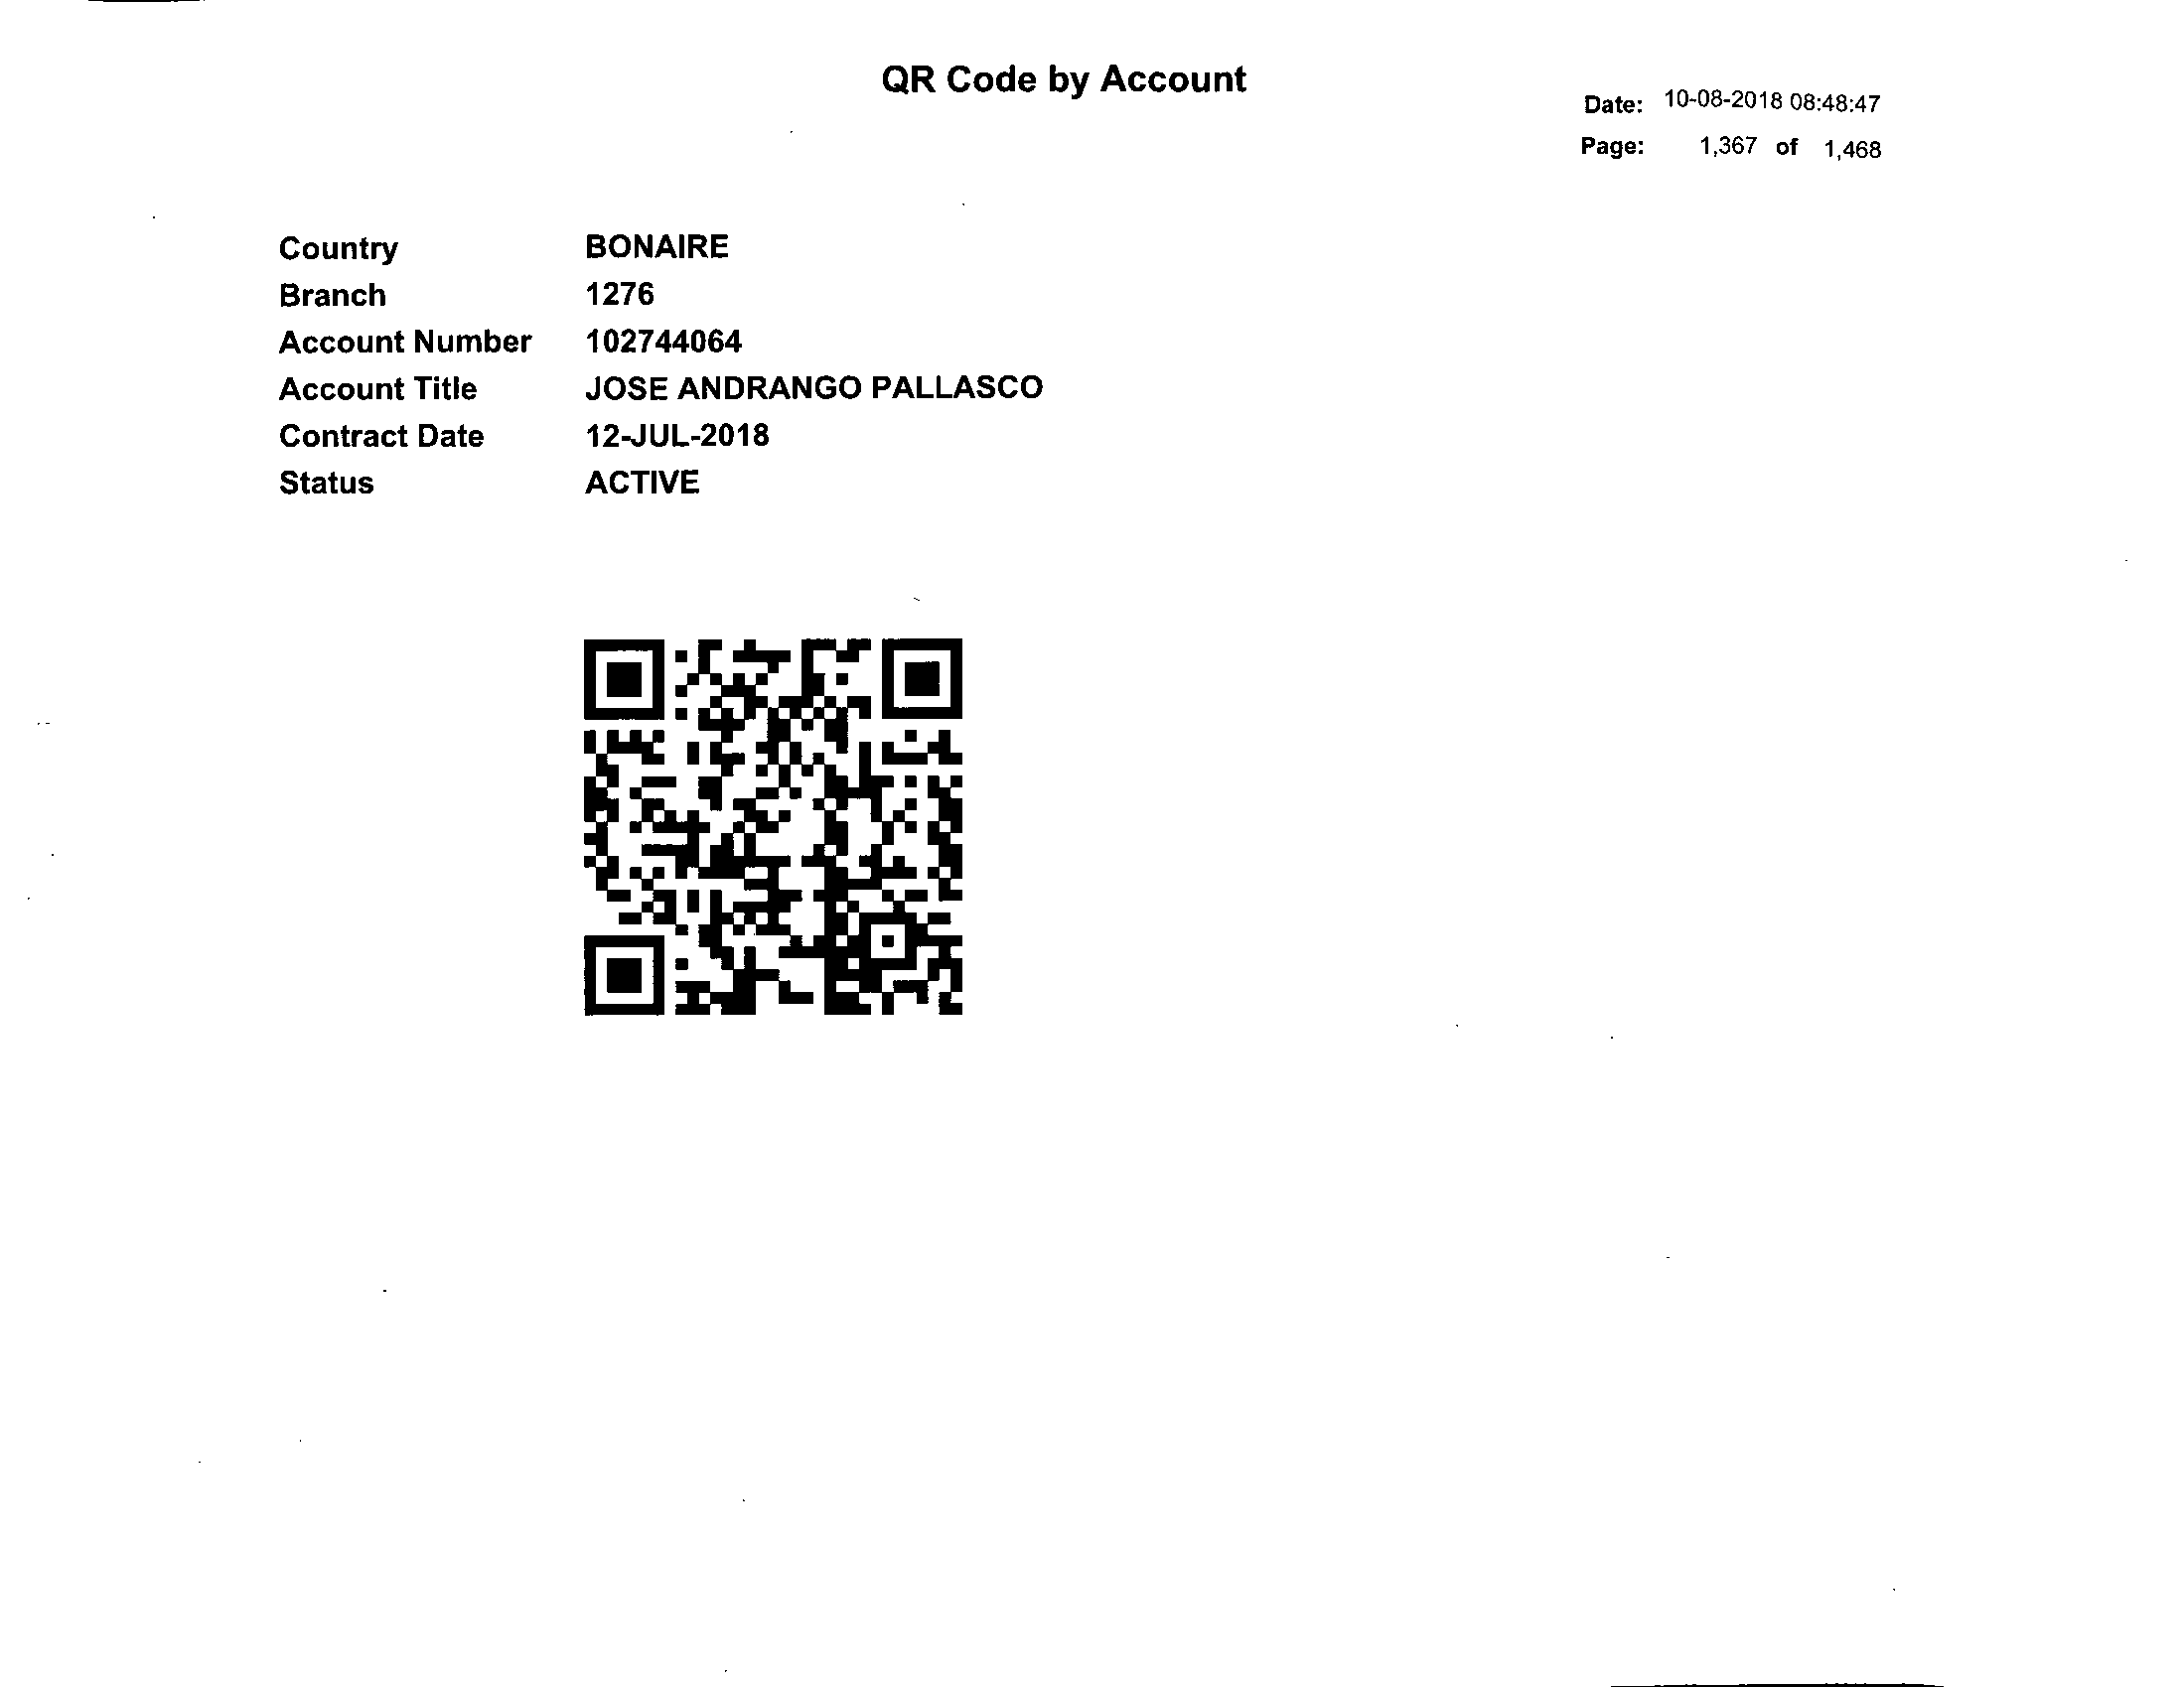 QR Code by Account
Date: 10-08-2018 08:48:47
Page: 1,367 of 1,468
Country BONAIRE
Branch 1276
Account Number 102744064
Account Title JOSE ANDRANGO PALLASCO
Contract Date 12-JUL-2018
Status ACTIVE